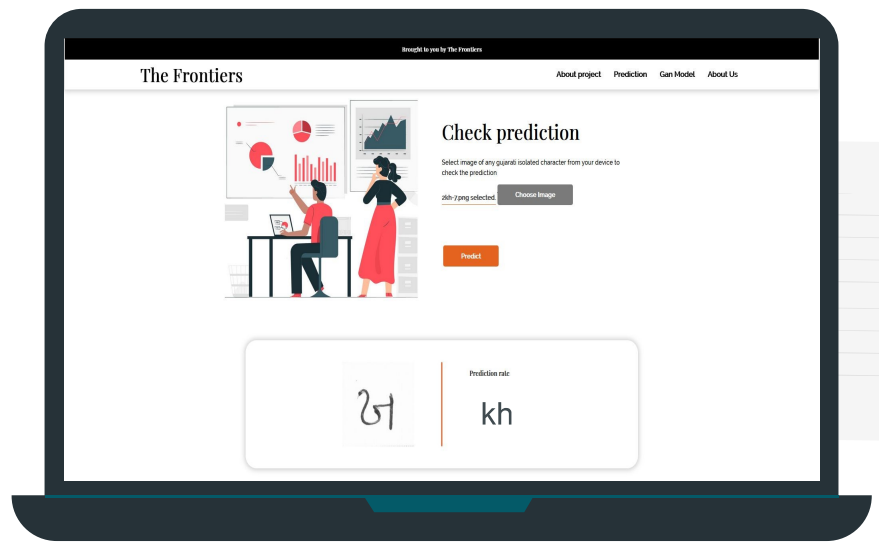 Brought to you by The Frontiers
The Frontiers
About project Prediction Gan Model About Us
Check prediction
Select image of any gujarati isolated character from your device to
check the prediction
zkh-7.png selected. Choose Image
Predict
Prediction rate
ખ
kh